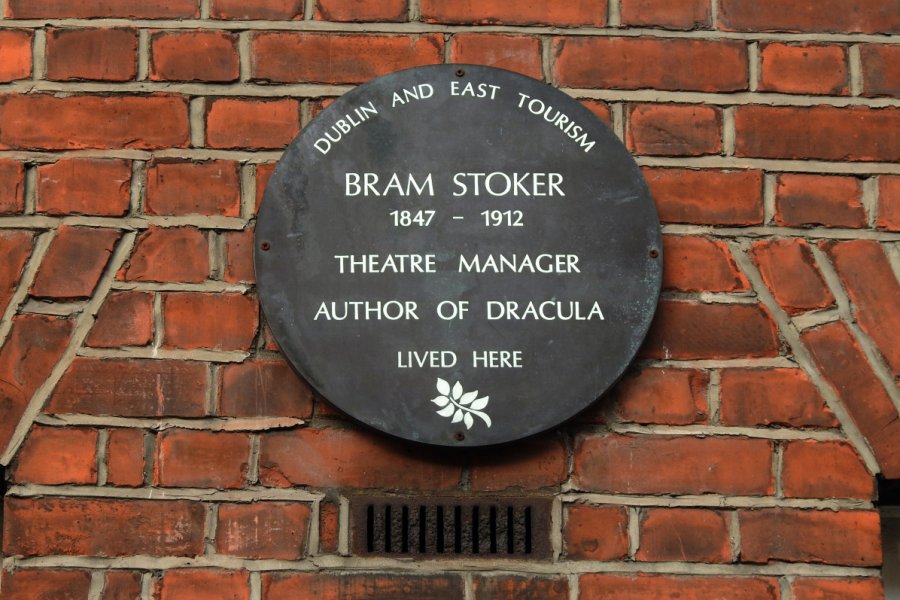 DUBLIN AND EAST TOURISM
BRAM STOKER
1847 – 1912
THEATRE MANAGER
AUTHOR OF DRACULA
LIVED HERE